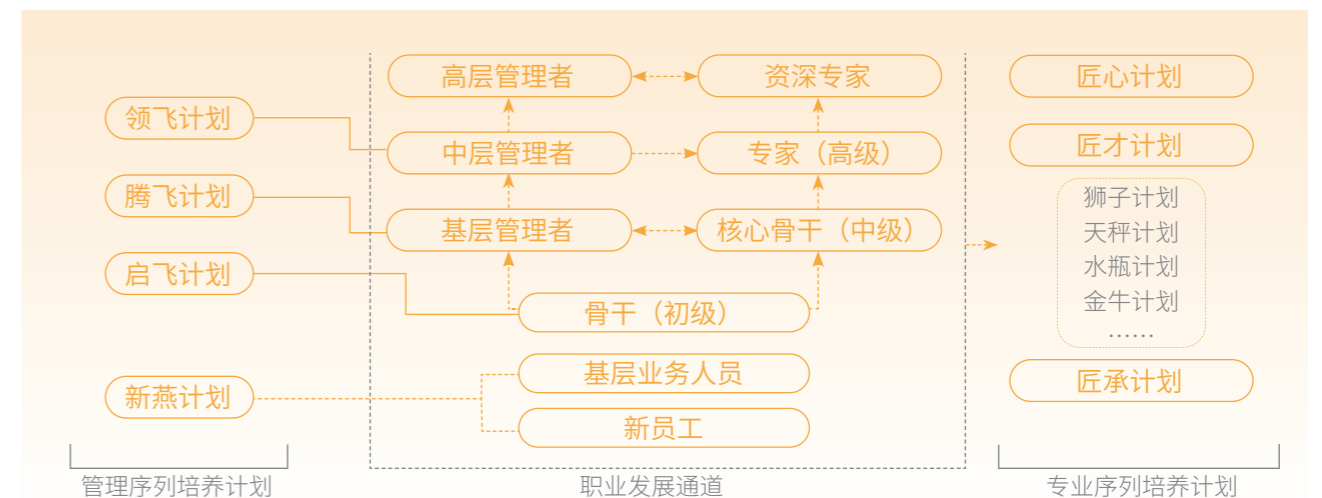 领飞计划
腾飞计划
启飞计划
新燕计划
管理序列培养计划
高层管理者
资深专家
中层管理者
专家（高级）
基层管理者
核心骨干（中级）
骨干（初级）
基层业务人员
新员工
职业发展通道
匠心计划
匠才计划
狮子计划
天秤计划
水瓶计划
金牛计划
……
匠承计划
专业序列培养计划